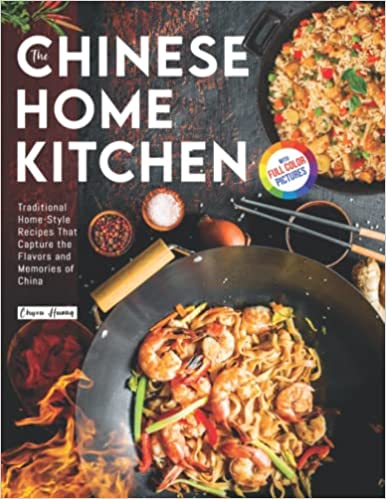 The
CHINESE
HOME
KITCHEN
WITH
FULL COLOR
PICTURES
Traditional
Home-Style
Recipes That
Capture the
Flavors and
Memories of
China
Huang